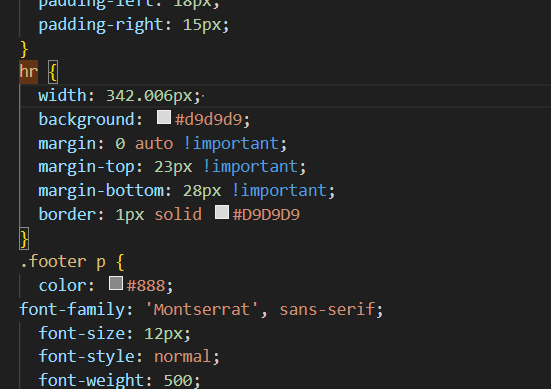 padding-left: 18px;
padding-right: 15px;
}
hr {
width: 342.006px;
background: #d9d9d9;
margin: 0 auto !important;
margin-top: 23px !important;
margin-bottom: 28px !important;
border: 1px solid #D9D9D9
}
.footer p {
color: #888;
font-family: 'Montserrat', sans-serif;
font-size: 12px;
font-style: normal;
font-weight: 500;